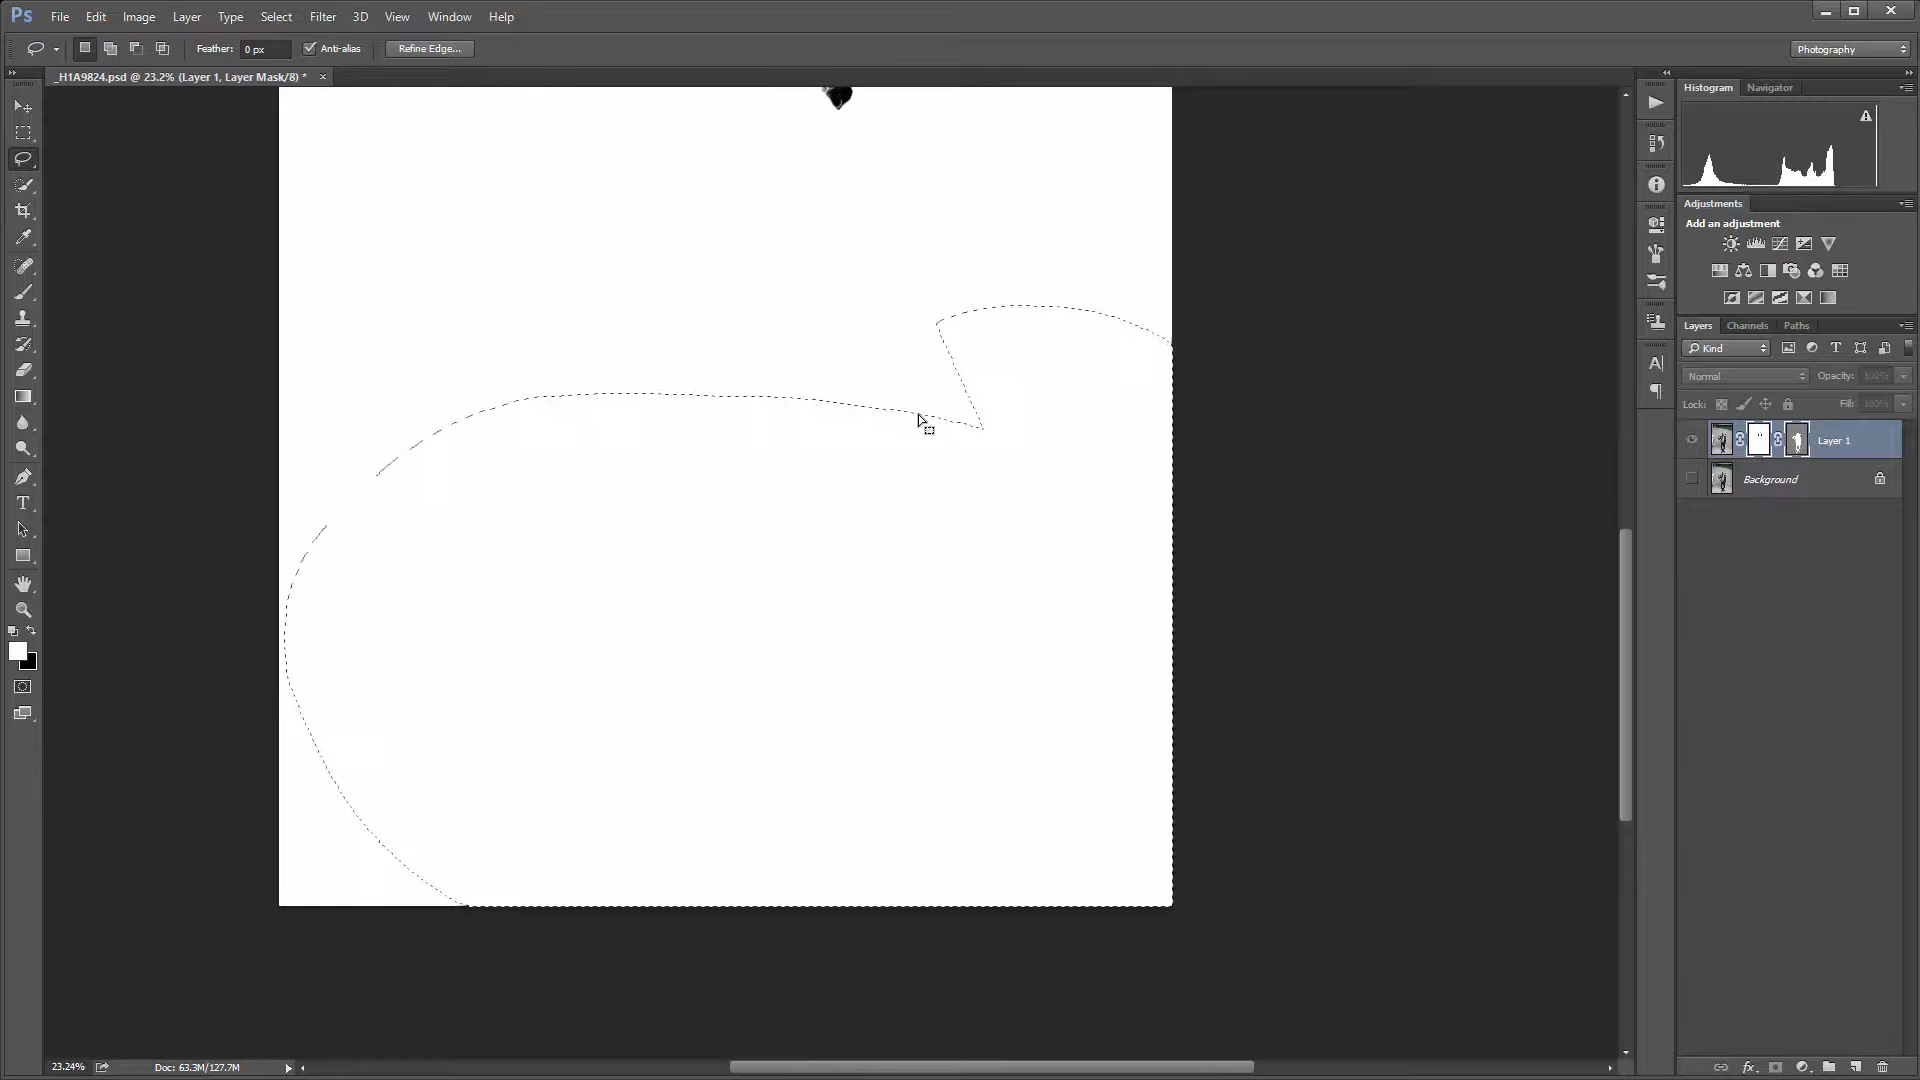 Ps File Edit Image Layer Type Select Filter 3D View Window Help
Feather: 0 px Anti-alias Refine Edge... Photography
_H1A9824.psd @ 23.2% (Layer 1, Layer Mask/8) *
Histogram Navigator
Adjustments
Add an adjustment
Layers Channels Paths
Kind
Normal Opacity: 100%
Lock: Fill: 100%
Layer 1
Background
23.24% Doc: 63.3M/127.7M